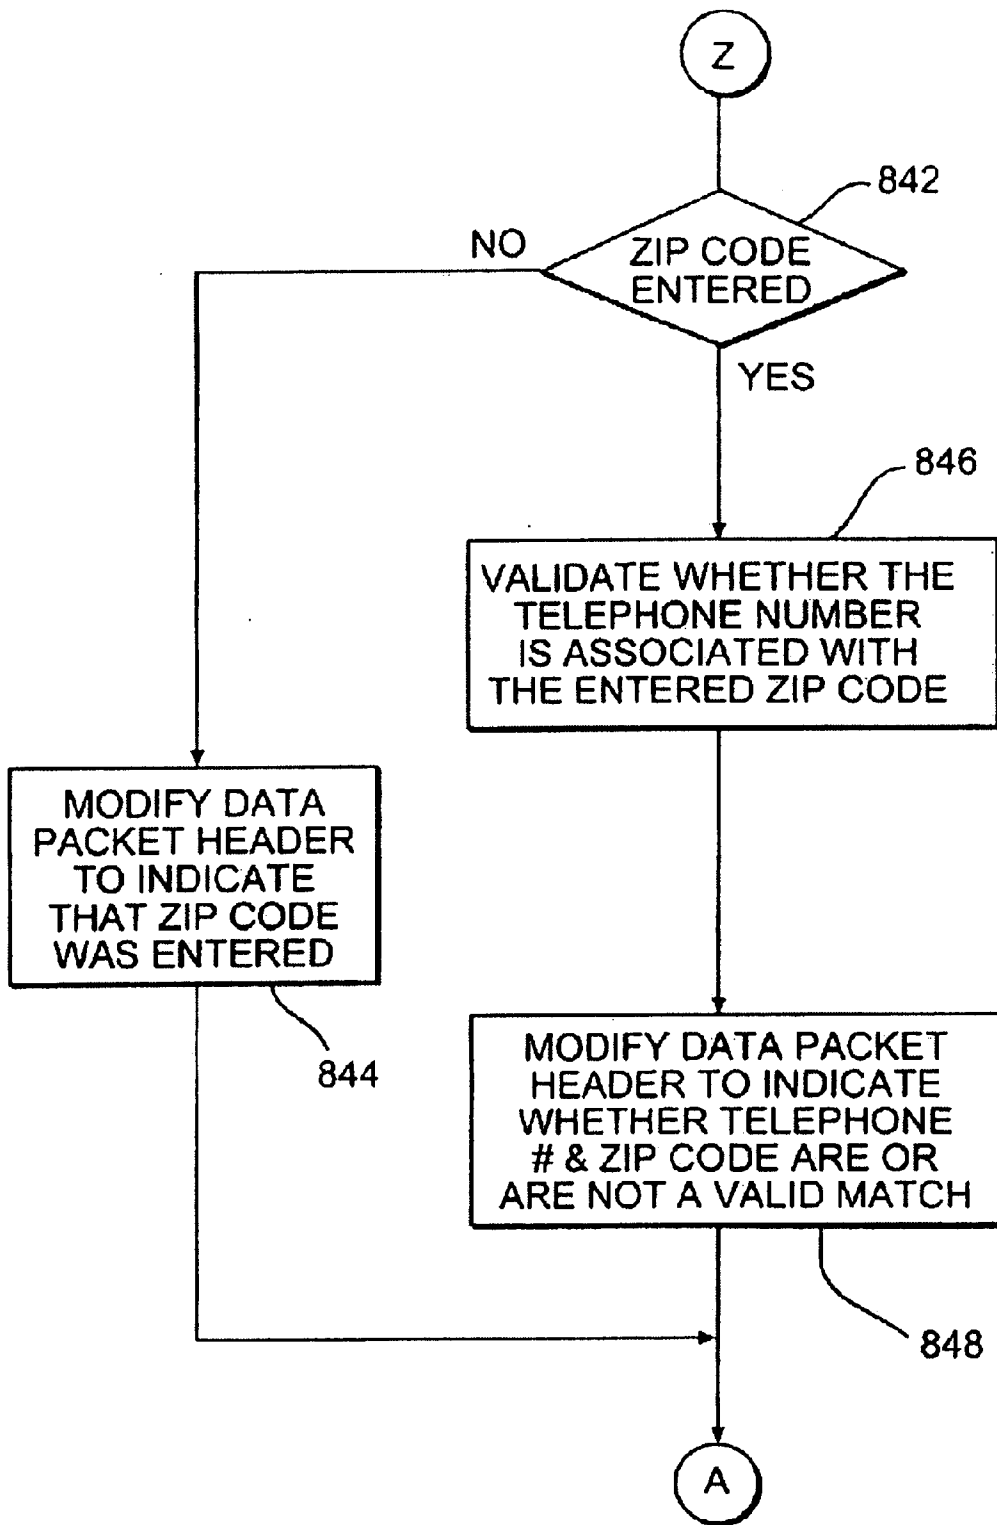 Z
842
ZIP CODE
ENTERED
NO
YES
846
VALIDATE WHETHER THE
TELEPHONE NUMBER
IS ASSOCIATED WITH
THE ENTERED ZIP CODE
MODIFY DATA
PACKET HEADER
TO INDICATE
THAT ZIP CODE
WAS ENTERED
844
MODIFY DATA PACKET
HEADER TO INDICATE
WHETHER TELEPHONE
# & ZIP CODE ARE OR
ARE NOT A VALID MATCH
848
A